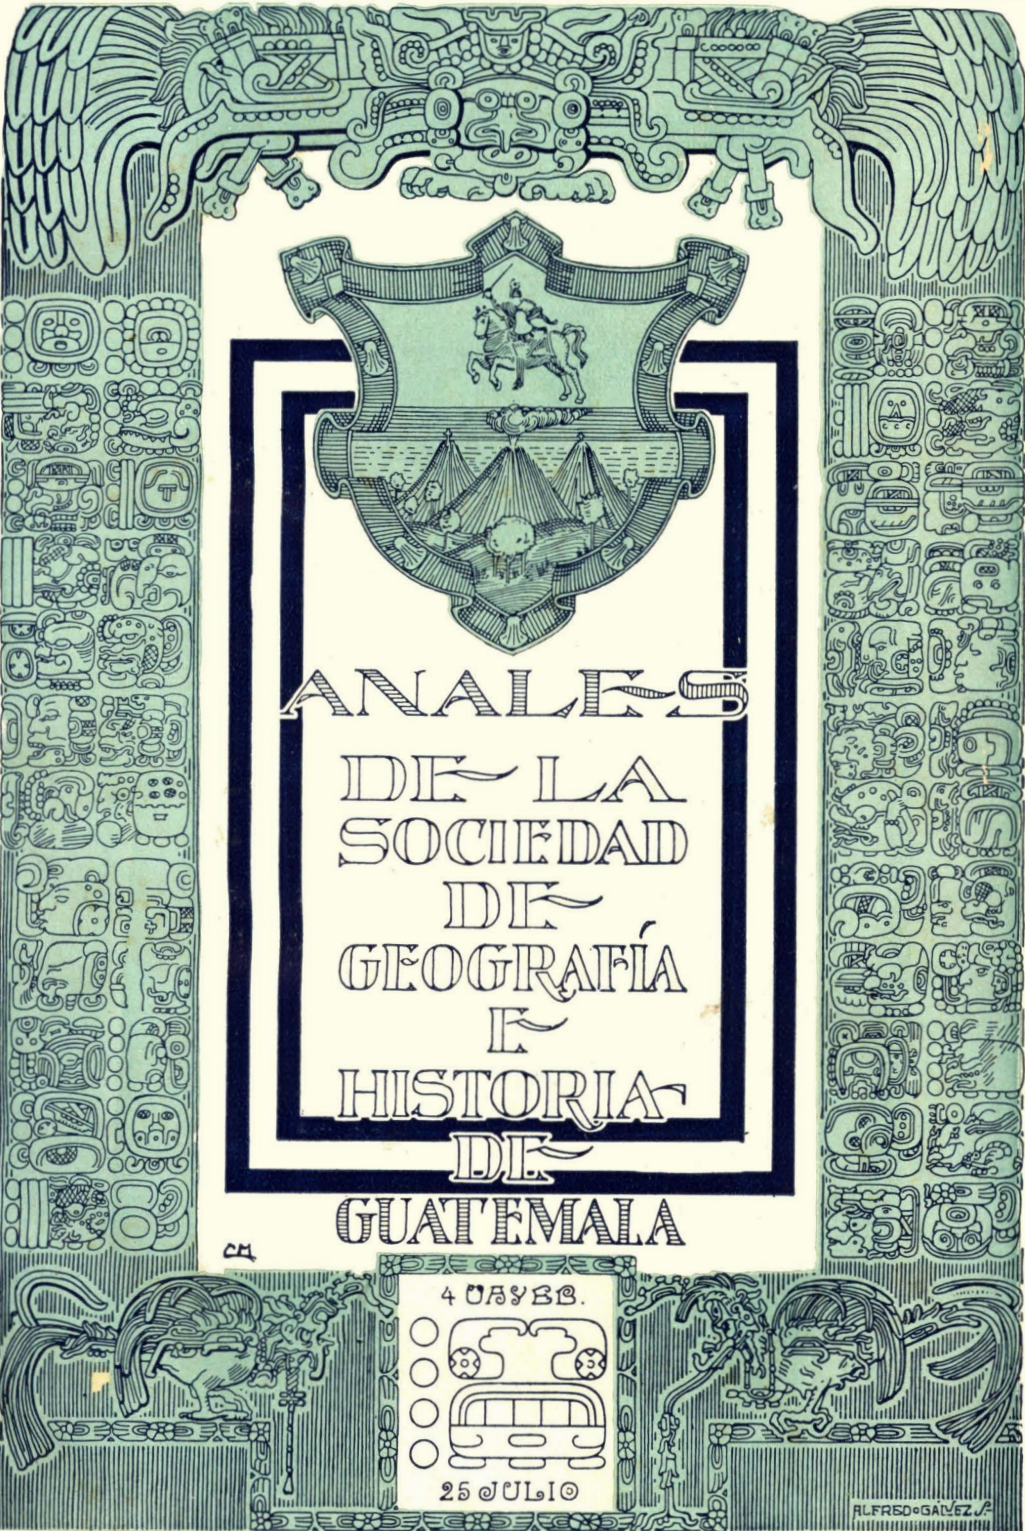 ANALES
DE LA
SOCIEDAD
DE
GEOGRAFÍA
E
HISTORIA
DE
GUATEMALA
CM
4 UAYEB.
25 JULIO
ALFREDO GALVEZ S.